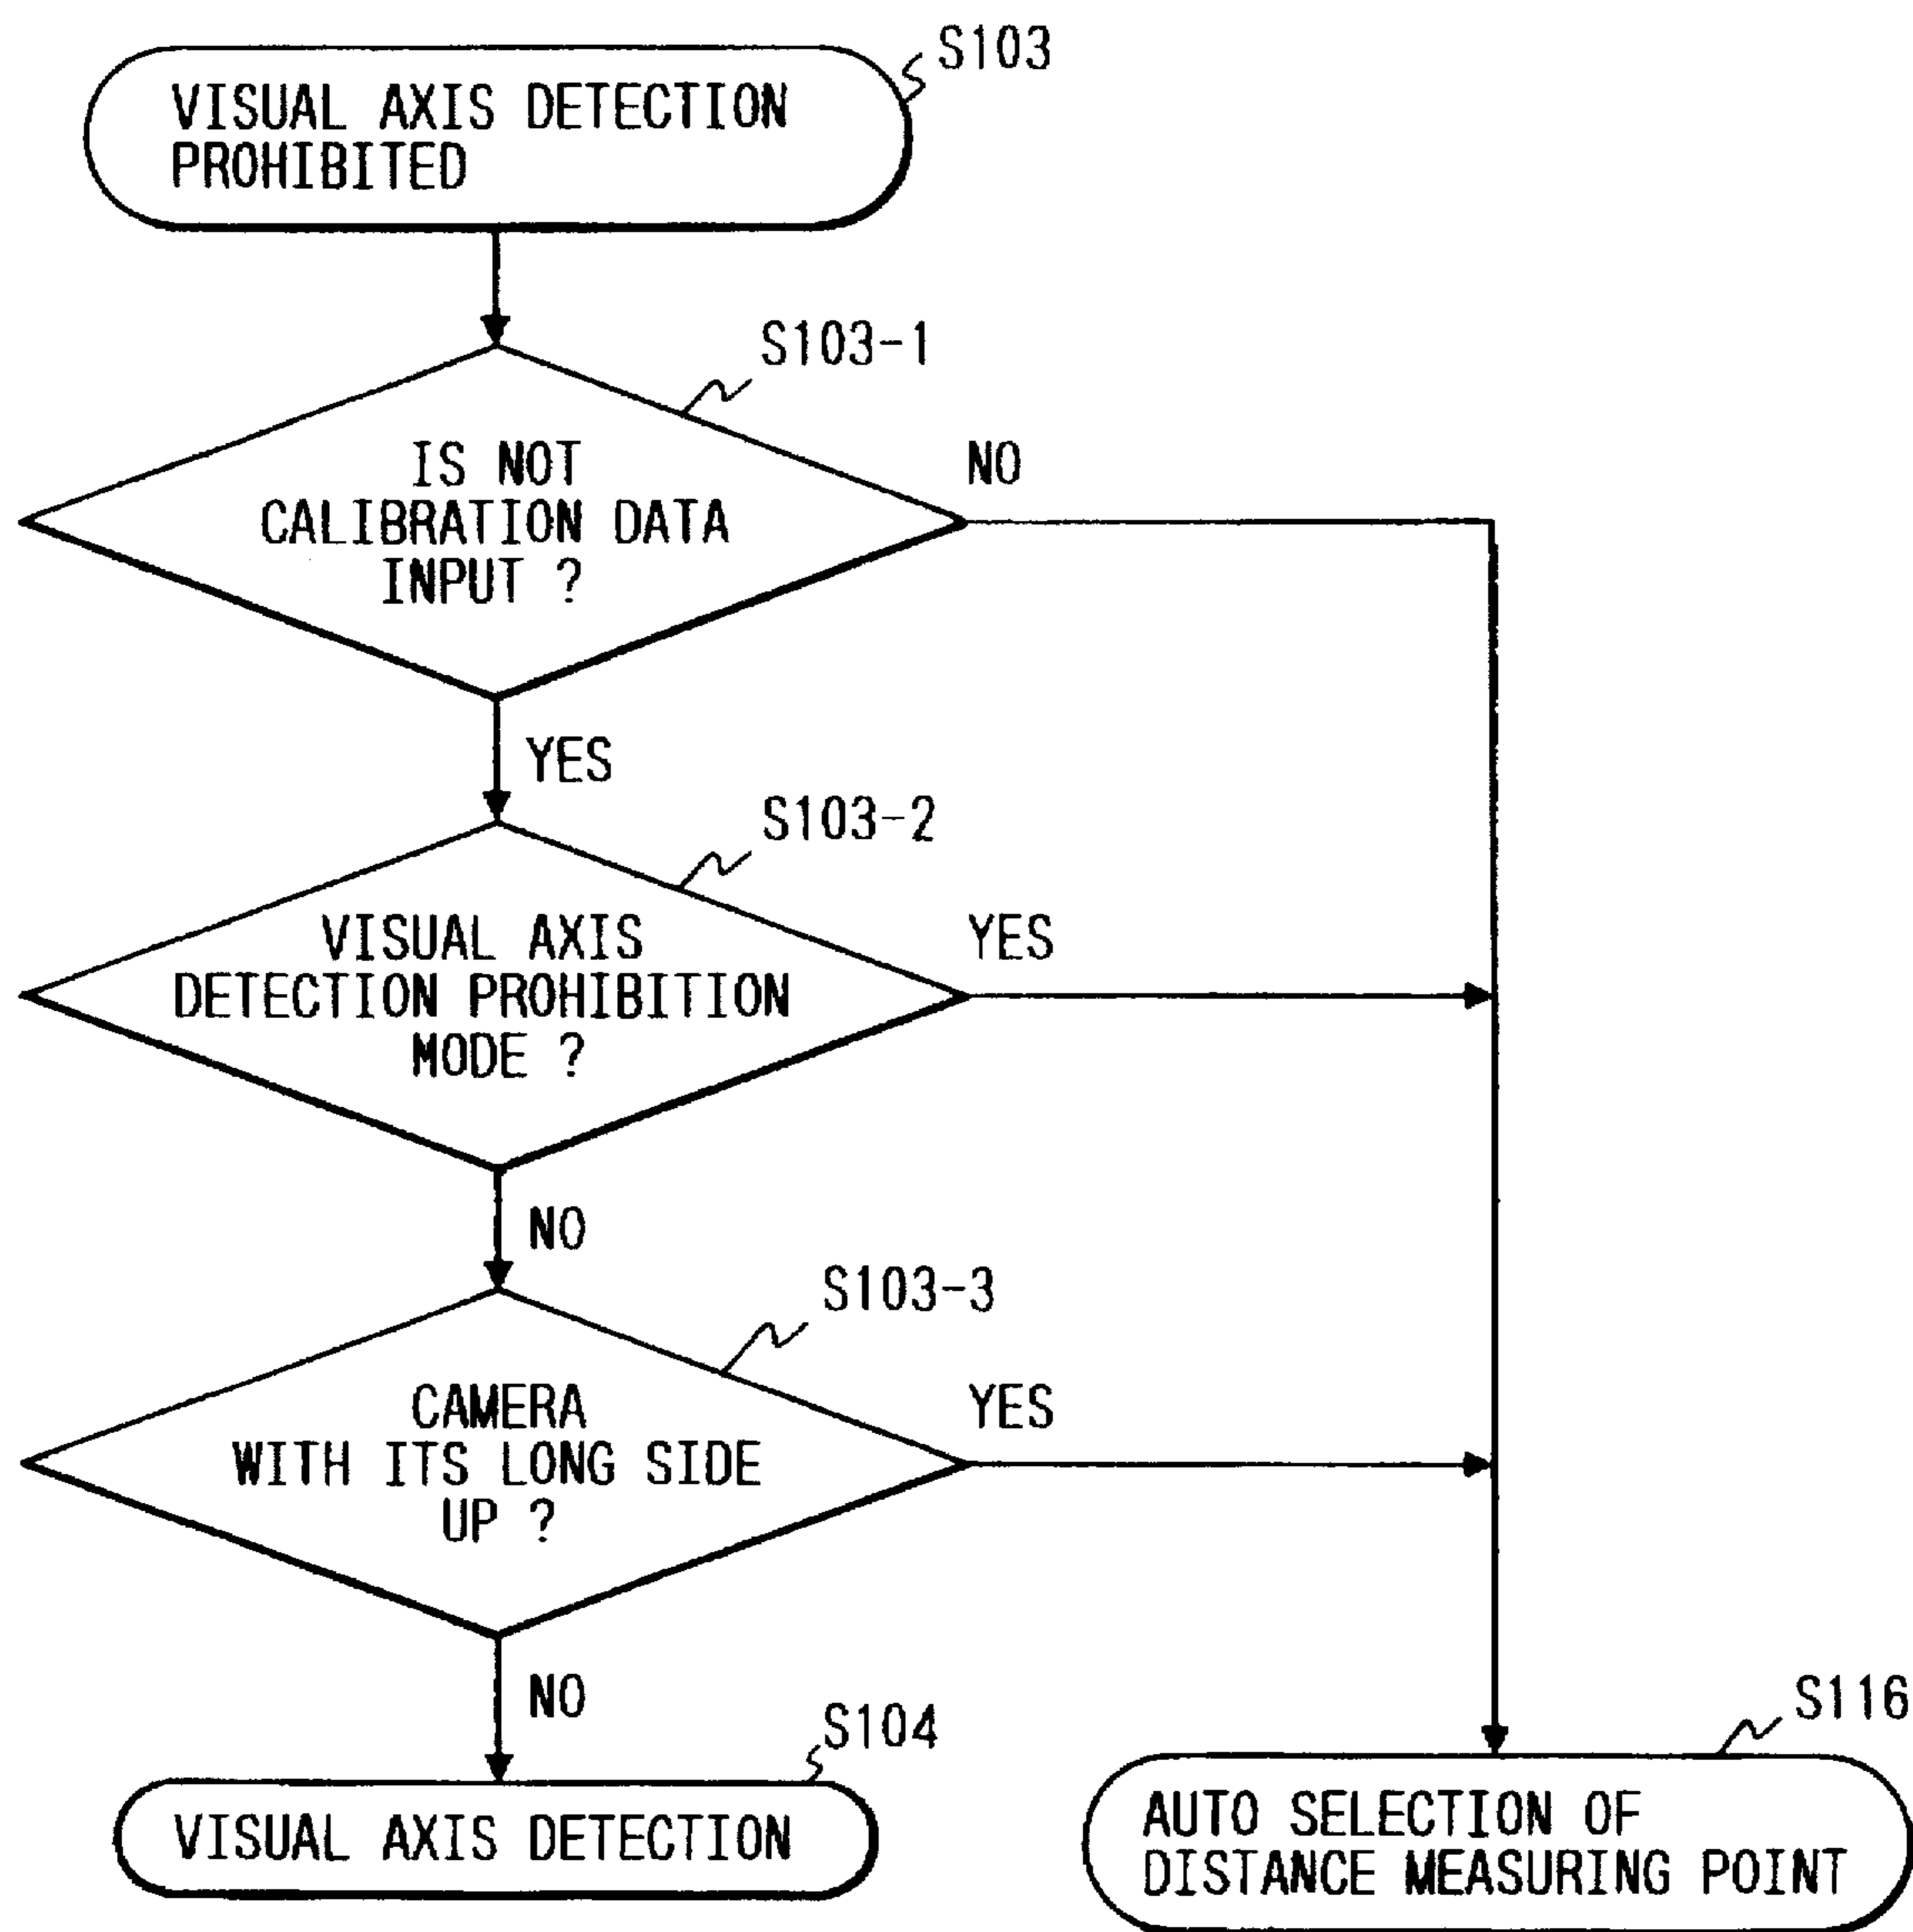 S103
VISUAL AXIS DETECTION
PROHIBITED
S103-1
IS NOT
CALIBRATION DATA
INPUT ?
NO
YES
S103-2
VISUAL AXIS
DETECTION PROHIBITION
MODE ?
YES
NO
S103-3
CAMERA
WITH ITS LONG SIDE
UP ?
YES
NO
S104
VISUAL AXIS DETECTION
S116
AUTO SELECTION OF
DISTANCE MEASURING POINT